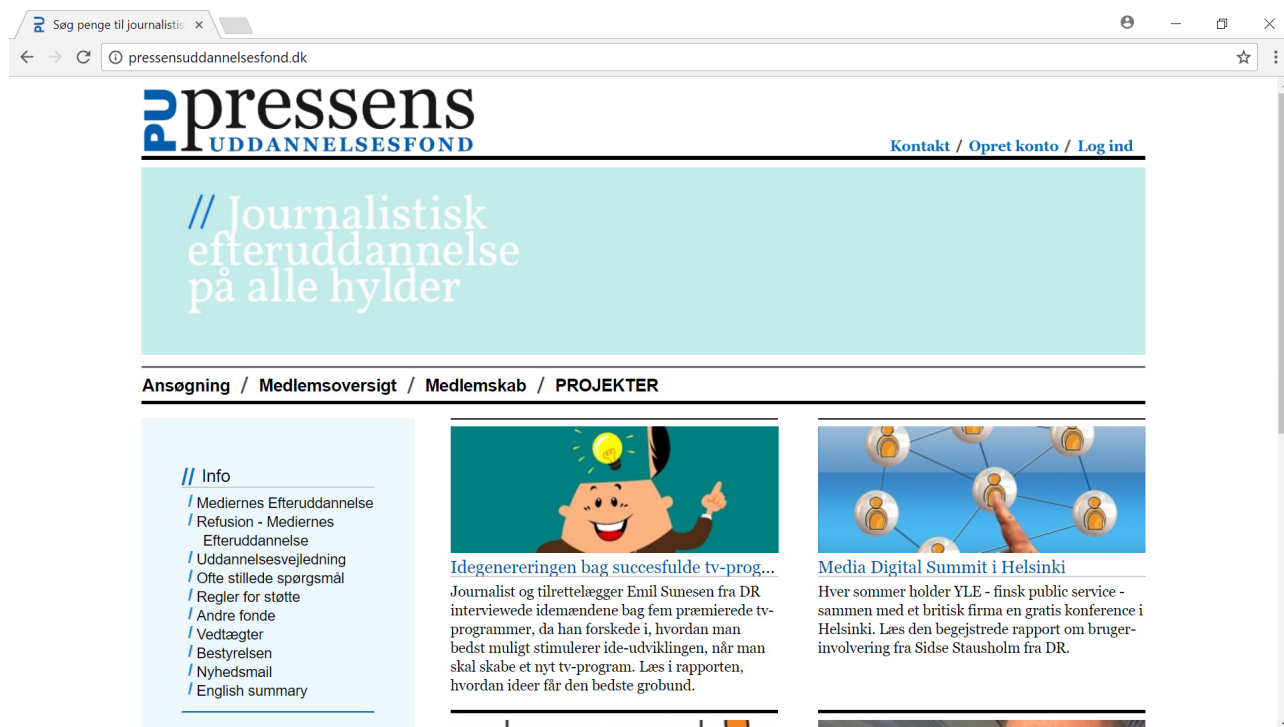 Søg penge til journalistis
pressensuddannelsesfond.dk
PU pressens
UDDANNELSESFOND
Kontakt / Opret konto / Log ind
// Journalistisk
efteruddannelse
på alle hylder
Ansøgning / Medlemsoversigt / Medlemskab / PROJEKTER
// Info
/ Mediernes Efteruddannelse
/ Refusion - Mediernes
Efteruddannelse
/ Uddannelsesvejledning
/ Ofte stillede spørgsmål
/ Regler for støtte
/ Andre fonde
/ Vedtægter
/ Bestyrelsen
/ Nyhedsmail
/ English summary
Idegenereringen bag succesfulde tv-prog...
Journalist og tilrettelægger Emil Sunesen fra DR
interviewede idemændene bag fem præmierede tv-
programmer, da han forskede i, hvordan man
bedst muligt stimulerer ide-udviklingen, når man
skal skabe et nyt tv-program. Læs i rapporten,
hvordan ideer får den bedste grobund.
Media Digital Summit i Helsinki
Hver sommer holder YLE - finsk public service -
sammen med et britisk firma en gratis konference i
Helsinki. Læs den begejstrede rapport om bruger-
involvering fra Sidse Stausholm fra DR.